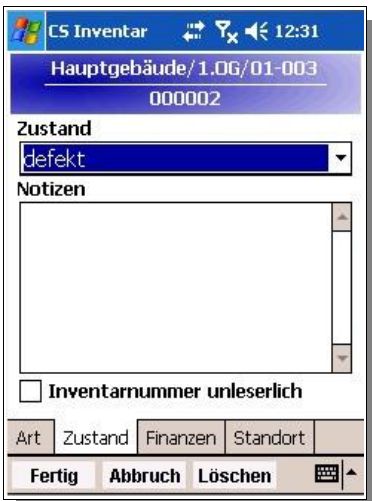 CS Inventar 12:31
Hauptgebäude/1.OG/01-003
000002
Zustand
defekt
Notizen
Inventarnummer unleserlich
Art Zustand Finanzen Standort
Fertig Abbruch Löschen